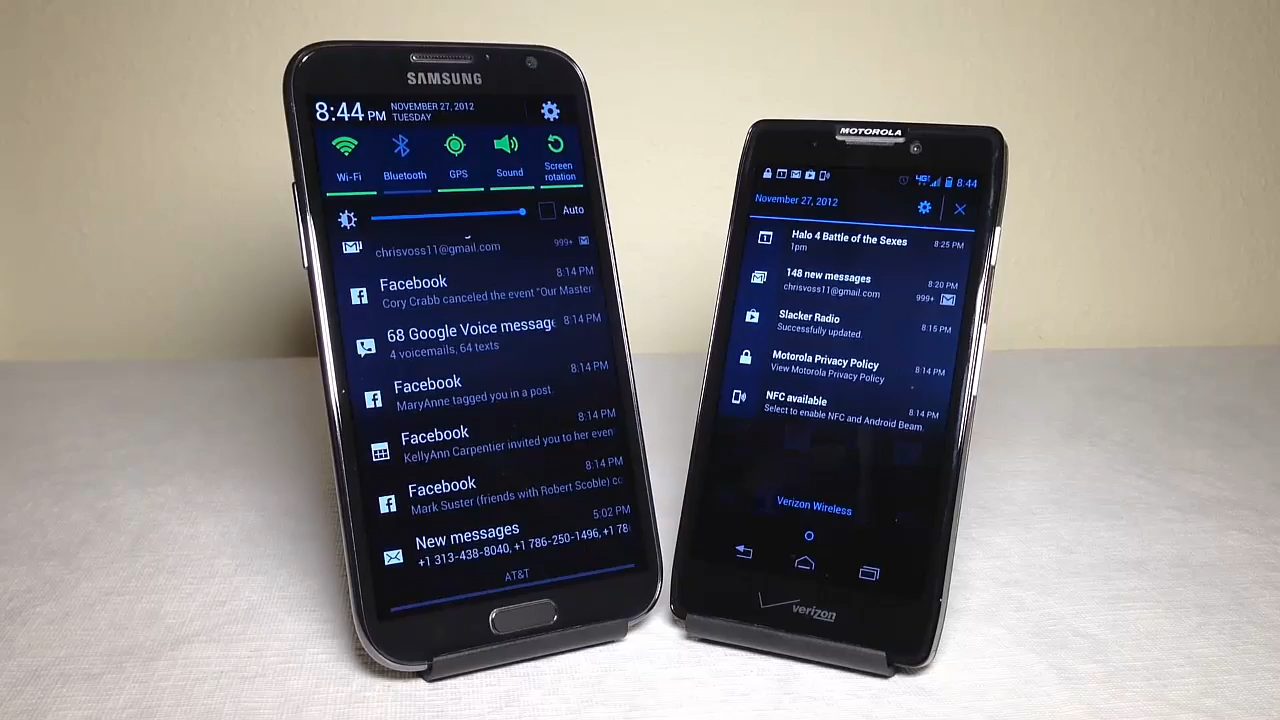 SAMSUNG
8:44 PM
NOVEMBER 27, 2012
TUESDAY
Wi-Fi
Bluetooth
GPS
Sound
Screen
rotation
Auto
chrisvoss11@gmail.com
999+
Facebook
8:14 PM
Cory Crabb canceled the event "Our Master
68 Google Voice message
8:14 PM
4 voicemails, 64 texts
Facebook
8:14 PM
MaryAnne tagged you in a post.
Facebook
8:14 PM
KellyAnn Carpentier invited you to her even
Facebook
8:14 PM
Mark Suster (friends with Robert Scoble) co
New messages
5:02 PM
+1 313-438-8040, +1 786-250-1496, +1 78
AT&T
MOTOROLA
4G 8:44
November 27, 2012
1
Halo 4 Battle of the Sexes
8:25 PM
1pm
148 new messages
8:20 PM
chrisvoss11@gmail.com
999+
Slacker Radio
8:15 PM
Successfully updated.
Motorola Privacy Policy
8:14 PM
View Motorola Privacy Policy
NFC available
8:14 PM
Select to enable NFC and Android Beam.
Verizon Wireless
verizon